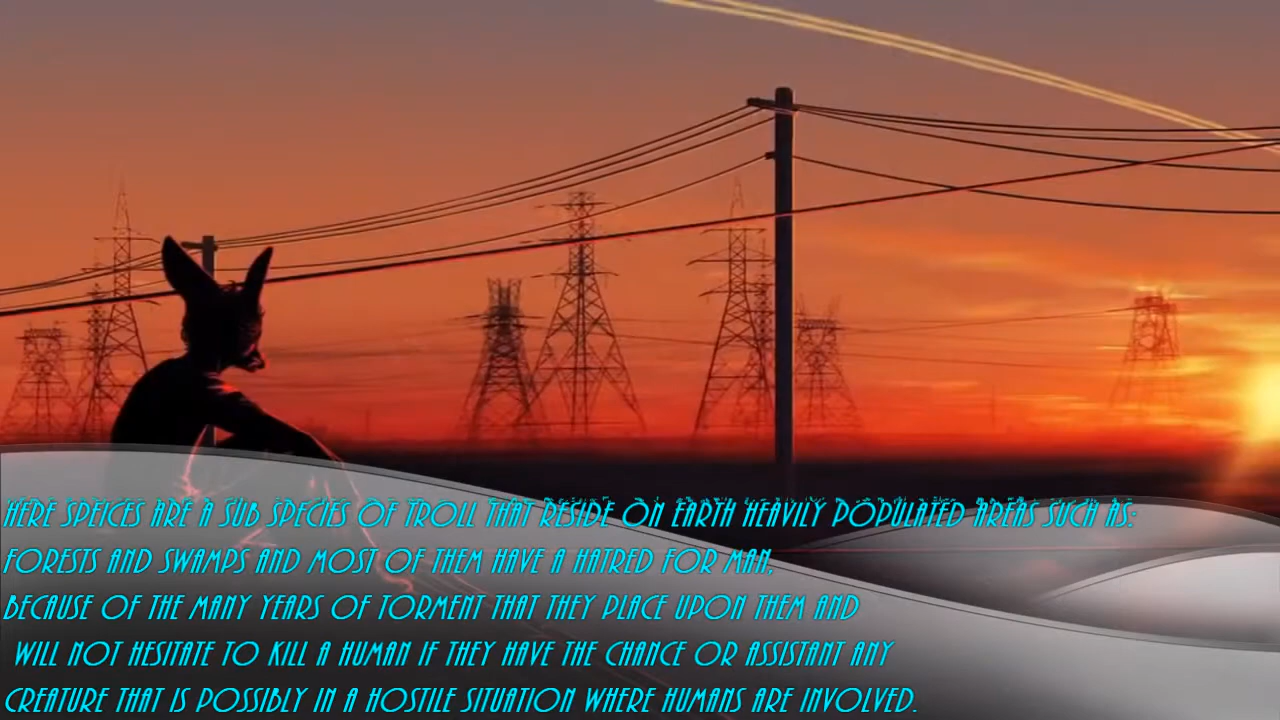 HERE SPEICES ARE A SUB SPECIES OF TROLL THAT RESIDE ON EARTH HEAVILY POPULATED AREAS SUCH AS:
FORESTS AND SWAMPS AND MOST OF THEM HAVE A HATRED FOR MAN,
BECAUSE OF THE MANY YEARS OF TORMENT THAT THEY PLACE UPON THEM AND
WILL NOT HESITATE TO KILL A HUMAN IF THEY HAVE THE CHANCE OR ASSISTANT ANY
CREATURE THAT IS POSSIBLY IN A HOSTILE SITUATION WHERE HUMANS ARE INVOLVED.